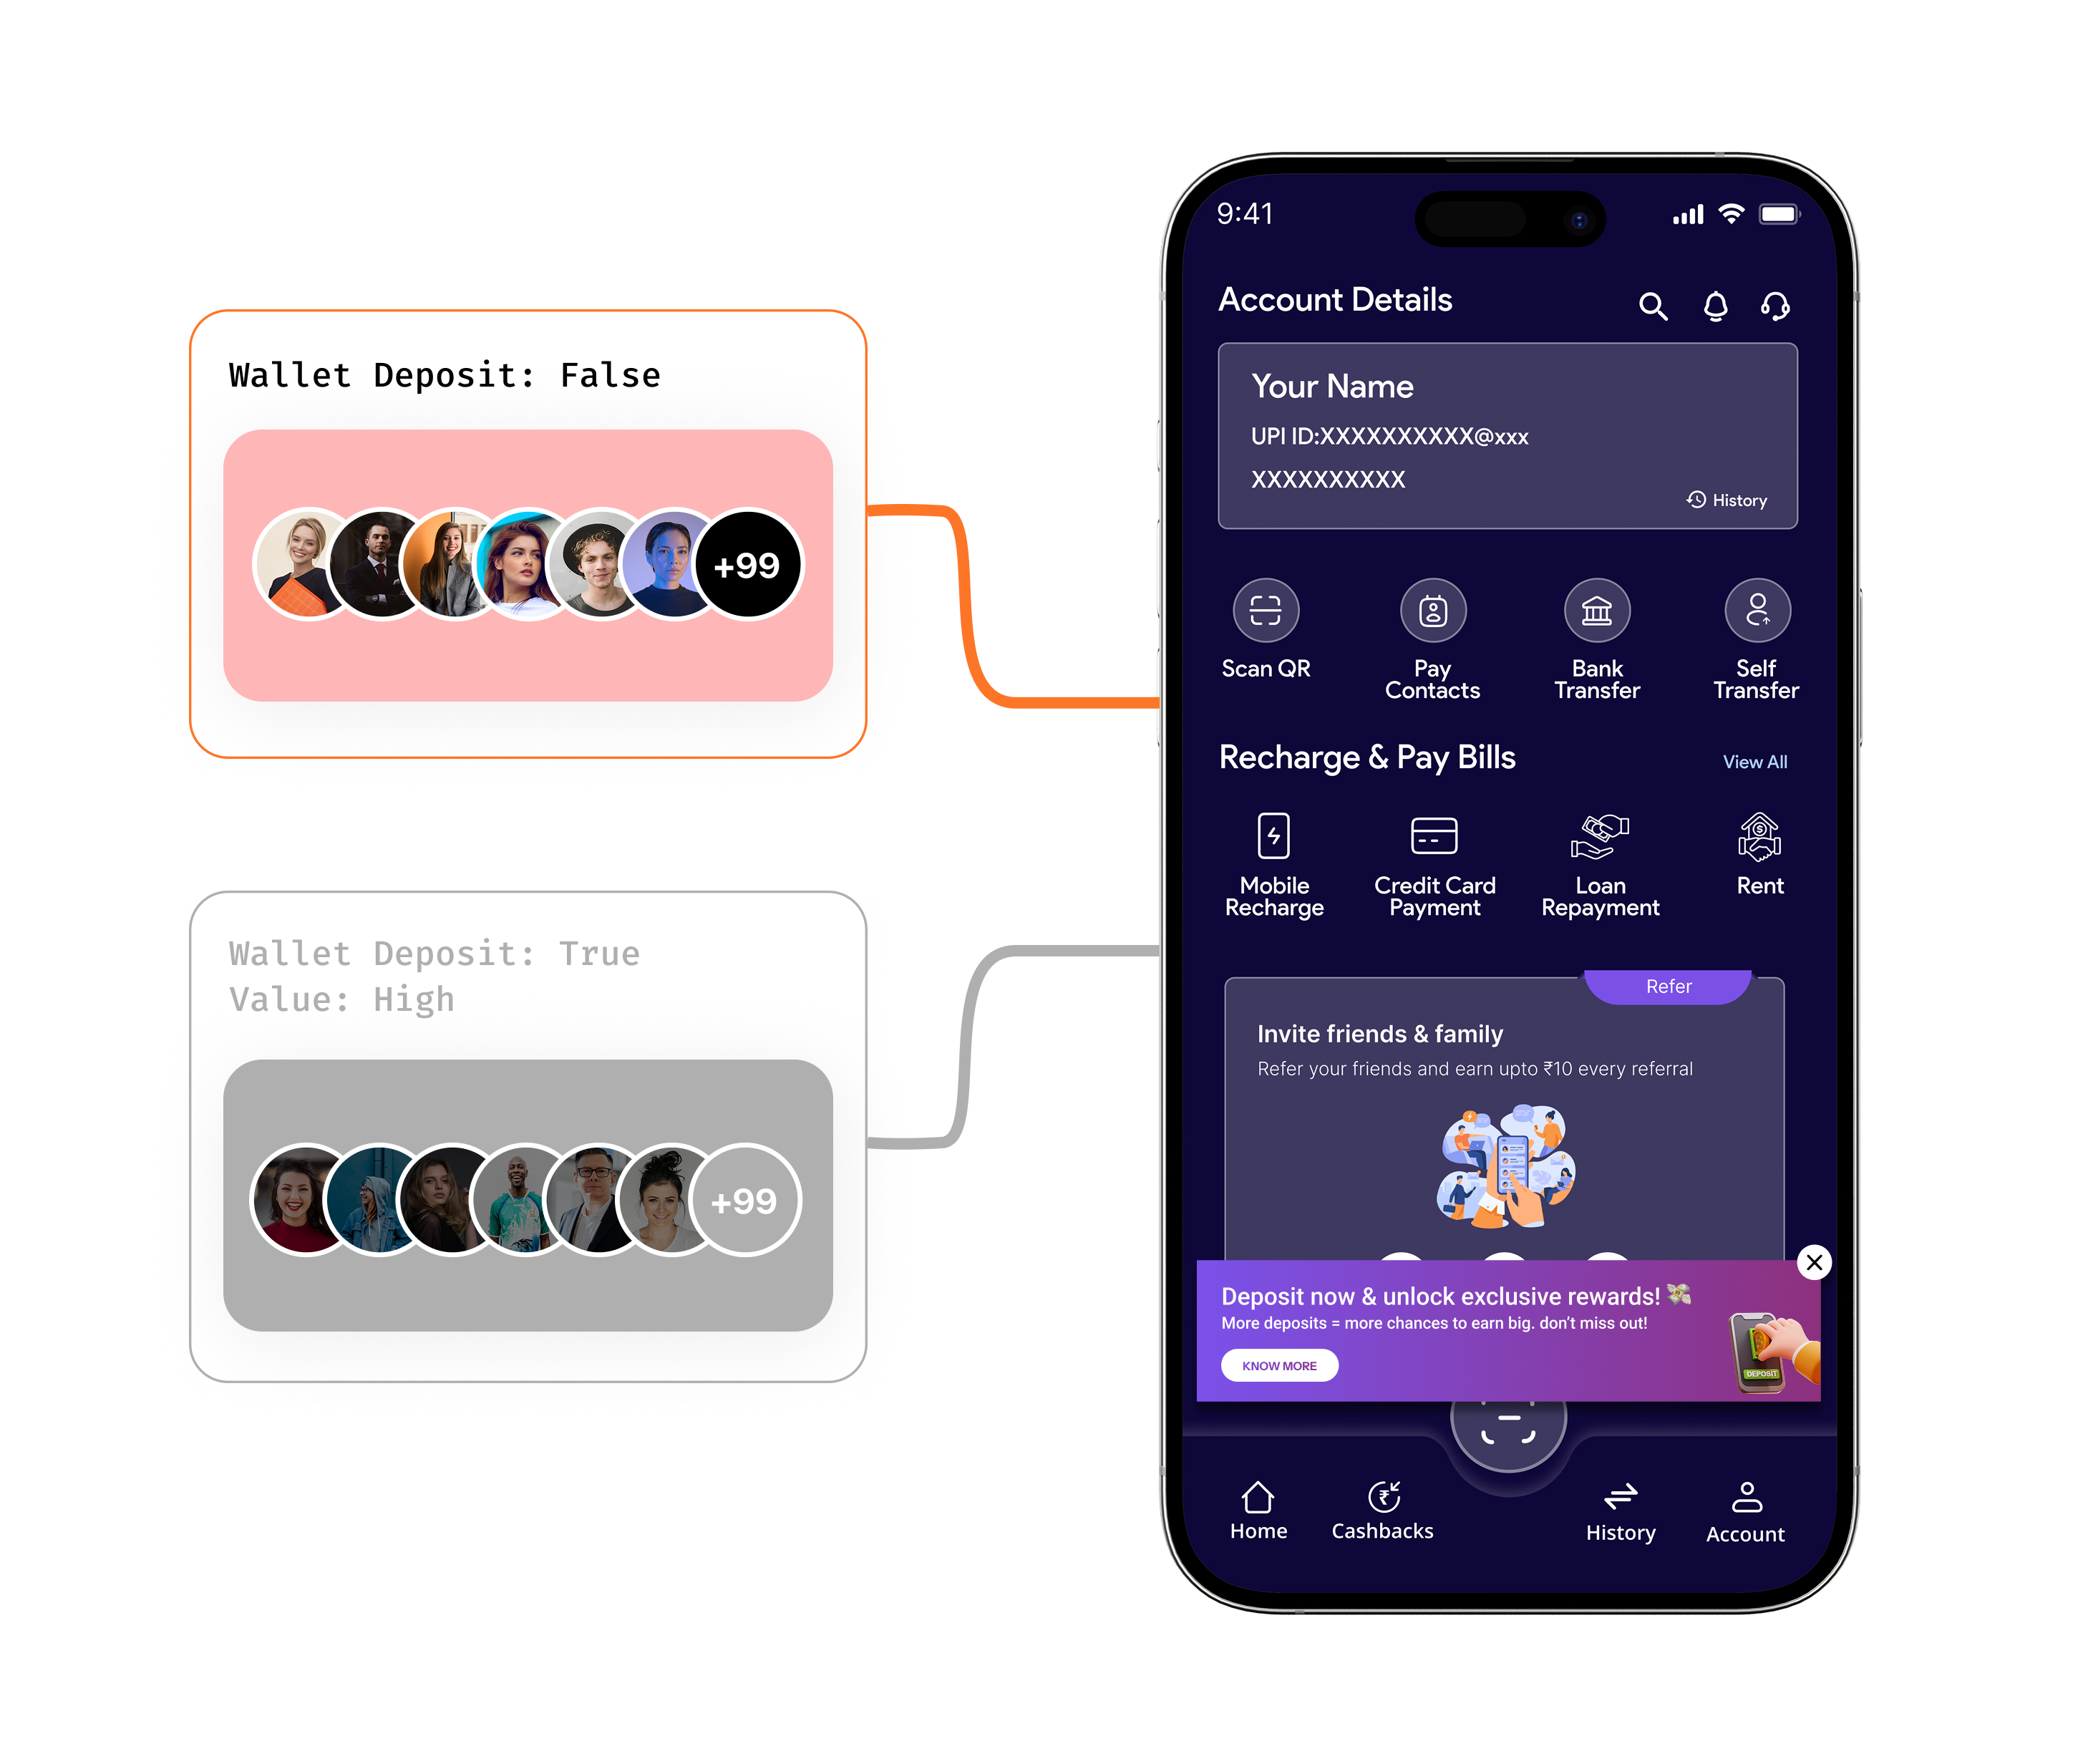 Wallet Deposit: False
+99
Wallet Deposit: True
Value: High
+99
9:41
Account Details
Your Name
UPI ID:XXXXXXXXXX@xxx
XXXXXXXXXX
History
Scan QR
Pay
Contacts
Bank
Transfer
Self
Transfer
Recharge & Pay Bills
View All
Mobile
Recharge
Credit Card
Payment
Loan
Repayment
Rent
Refer
Invite friends & family
Refer your friends and earn upto ₹10 every referral
Deposit now & unlock exclusive rewards! 💸
More deposits = more chances to earn big. don't miss out!
KNOW MORE
DEPOSIT
Home
Cashbacks
History
Account